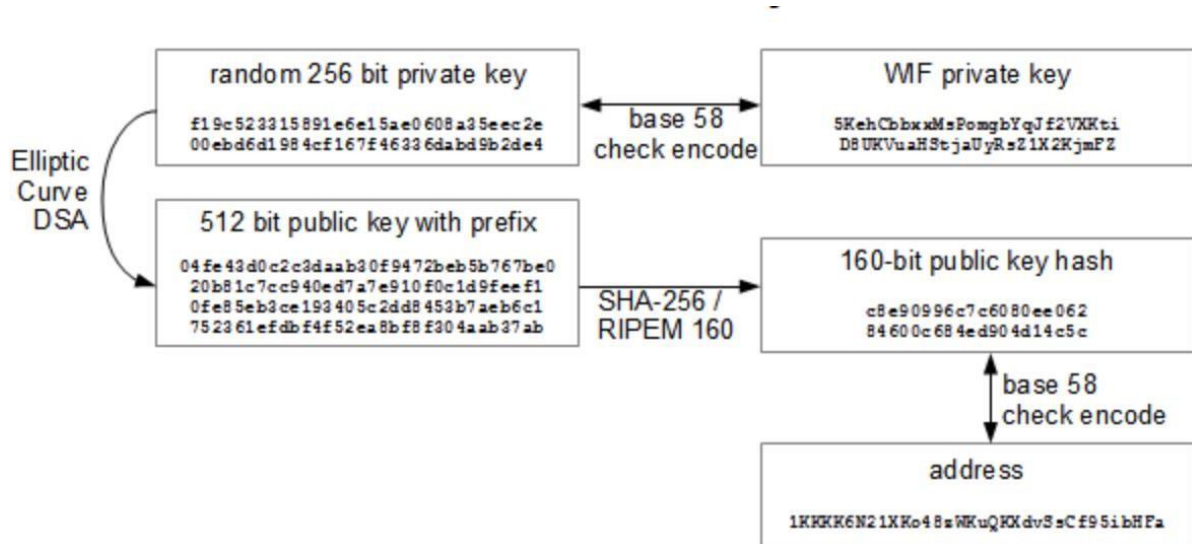 random 256 bit private key
f19c523315891e6e15ae0608a35eec2e
00ebd6d1984cf167f46336dabd9b2de4
base 58
check encode
WIF private key
5KehCbbxxMsPomgbYqJf2VXKti
D8UKVuaHStjaUyRsZ1X2KjmFZ
Elliptic
Curve
DSA
512 bit public key with prefix
04fe43d0c2c3daab30f9472beb5b767be0
20b81c7cc940ed7a7e910f0c1d9feef1
0fe85eb3ce193405c2dd8453b7aeb6c1
752361efdbf4f52ea8bf8f304aab37ab
SHA-256 /
RIPEM 160
160-bit public key hash
c8e90996c7c6080ee062
84600c684ed904d14c5c
base 58
check encode
address
1KKKK6N21XKo48zWKuQKXdvSsCf95ibHFa